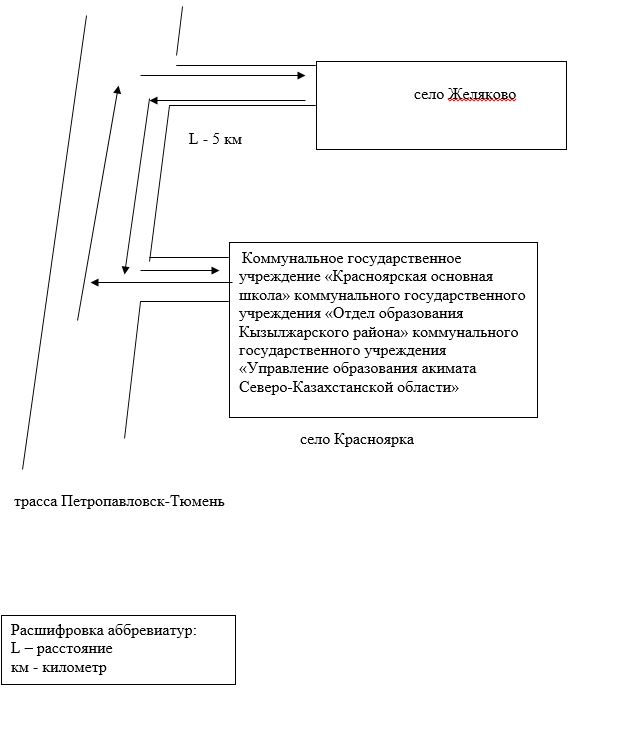 село Желяково
L - 5 км
Коммунальное государственное
учреждение «Красноярская основная
школа» коммунального государственного
учреждения «Отдел образования
Кызылжарского района» коммунального
государственного учреждения
«Управление образования акимата
Северо-Казахстанской области»
село Красноярка
трасса Петропавловск-Тюмень
Расшифровка аббревиатур:
L – расстояние
км - километр